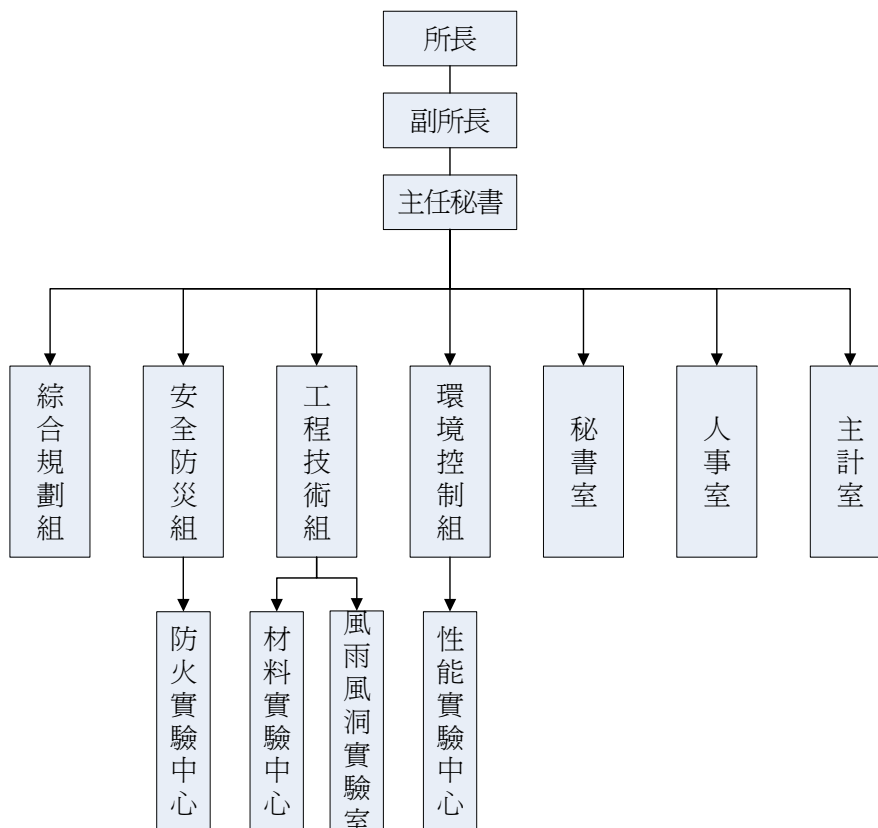 所長
副所長
主任秘書
綜合規劃組
安全防災組
工程技術組
環境控制組
秘書室
人事室
主計室
防火實驗中心
材料實驗中心
風雨風洞實驗室
性能實驗中心